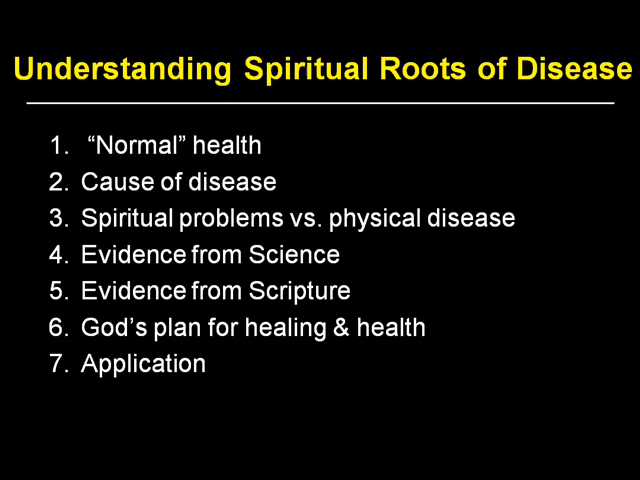 Understanding Spiritual Roots of Disease
1. “Normal” health
2. Cause of disease
3. Spiritual problems vs. physical disease
4. Evidence from Science
5. Evidence from Scripture
6. God’s plan for healing & health
7. Application